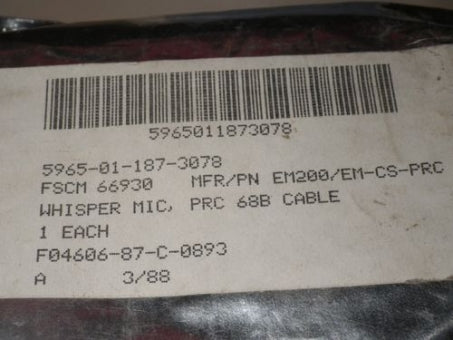 5965011873078
5965-01-187-3078
FSCM 66930 MFR/PN EM200/EM-CS-PRC
WHISPER MIC, PRC 68B CABLE
1 EACH
F04606-87-C-0893
A 3/88